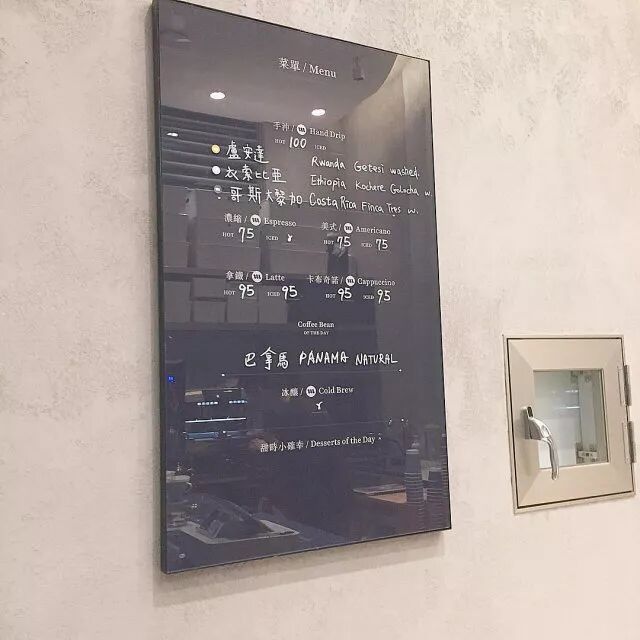 菜單 / Menu
手沖 / Hand Drip
HOT 100 ICED
盧安達 Rwanda Getesi washed.
衣索比亞 Ethiopia Kochere Golocha w.
哥斯大黎加 Costa Rica Finca Tres w.
濃縮 / Espresso 美式 / Americano
HOT 75 ICED HOT 75 ICED 75
拿鐵 / Latte 卡布奇諾 / Cappuccino
HOT 95 ICED 95 HOT 95 ICED 95
Coffee Bean
OF THE DAY
巴拿馬 PANAMA NATURAL
冰釀 / Cold Brew
甜時小確幸 / Desserts of the Day